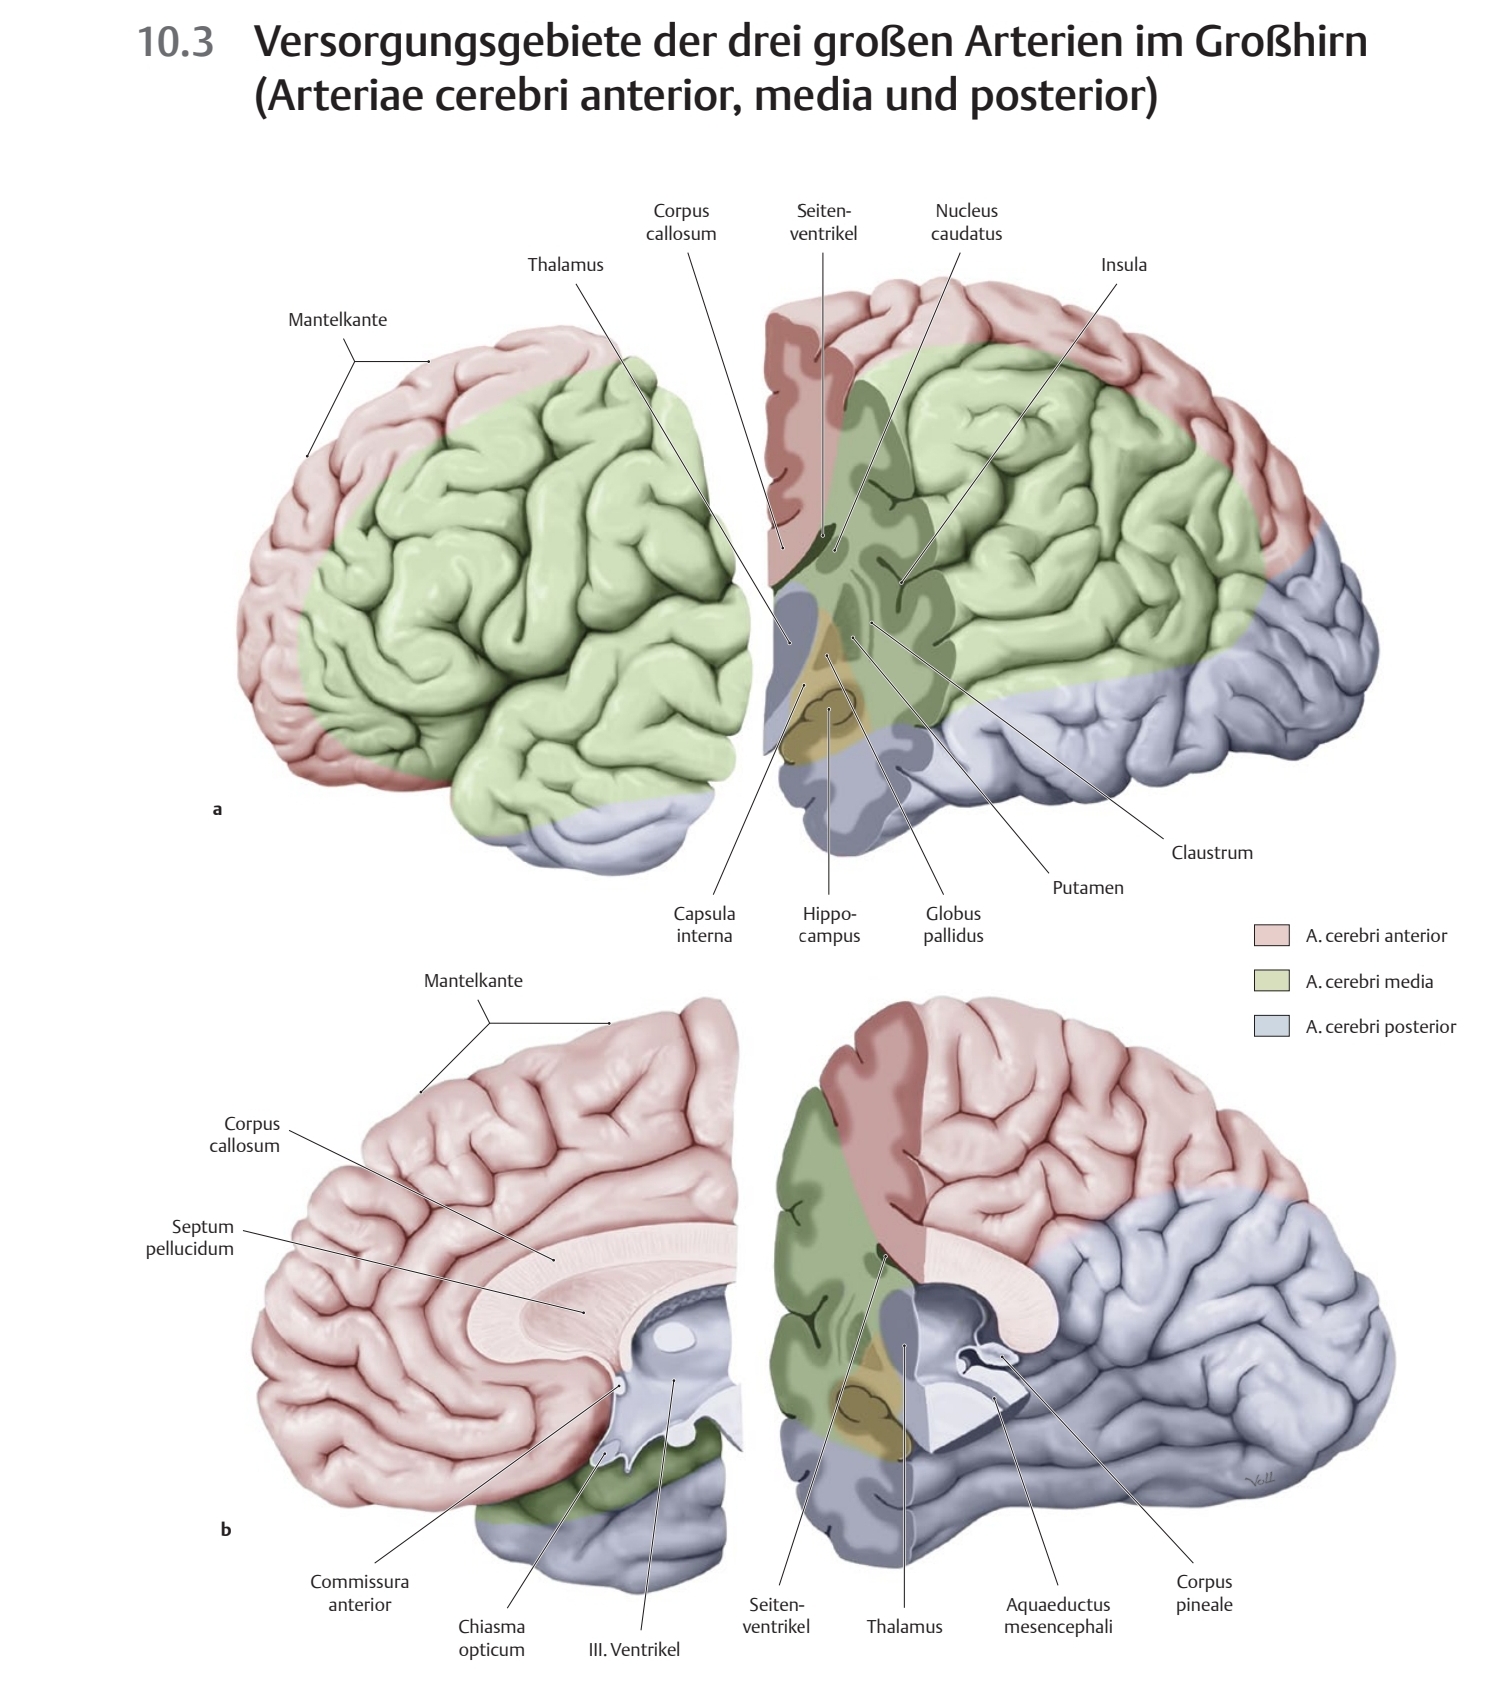 10.3 Versorgungsgebiete der drei großen Arterien im Großhirn
(Arteriae cerebri anterior, media und posterior)
Corpus
callosum
Seiten-
ventrikel
Nucleus
caudatus
Thalamus
Insula
Mantelkante
a
Claustrum
Putamen
Capsula
interna
Hippo-
campus
Globus
pallidus
A. cerebri anterior
A. cerebri media
A. cerebri posterior
Mantelkante
Corpus
callosum
Septum
pellucidum
Voll
b
Commissura
anterior
Chiasma
opticum
III. Ventrikel
Seiten-
ventrikel
Thalamus
Aquaeductus
mesencephali
Corpus
pineale